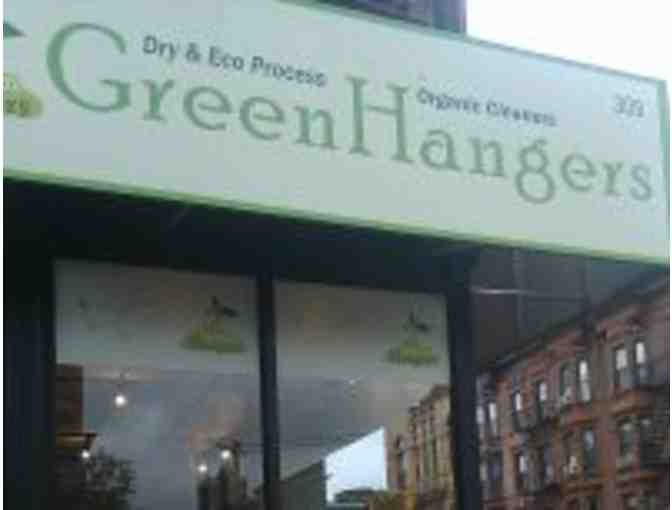 Dry & Eco Process
Organic Cleaners
309
GreenHangers